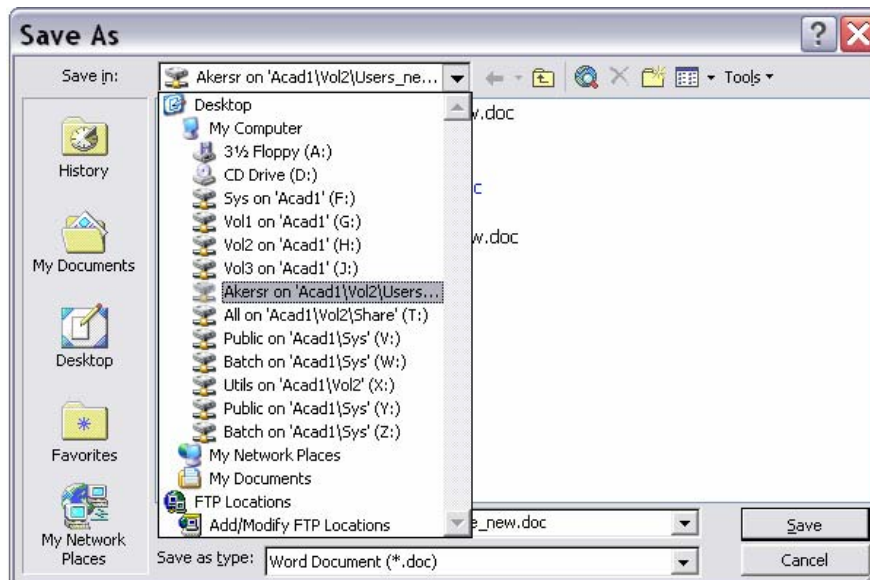 Save As
Save in:
Akersr on 'Acad1\Vol2\Users_ne...
Tools
Desktop
My Computer
3½ Floppy (A:)
CD Drive (D:)
Sys on 'Acad1' (F:)
Vol1 on 'Acad1' (G:)
Vol2 on 'Acad1' (H:)
Vol3 on 'Acad1' (J:)
Akersr on 'Acad1\Vol2\Users...
All on 'Acad1\Vol2\Share' (T:)
Public on 'Acad1\Sys' (V:)
Batch on 'Acad1\Sys' (W:)
Utils on 'Acad1\Vol2' (X:)
Public on 'Acad1\Sys' (Y:)
Batch on 'Acad1\Sys' (Z:)
My Network Places
My Documents
FTP Locations
Add/Modify FTP Locations
w.doc
c
w.doc
History
My Documents
Desktop
Favorites
My Network
Places
e_new.doc
Save
Save as type:
Word Document (*.doc)
Cancel